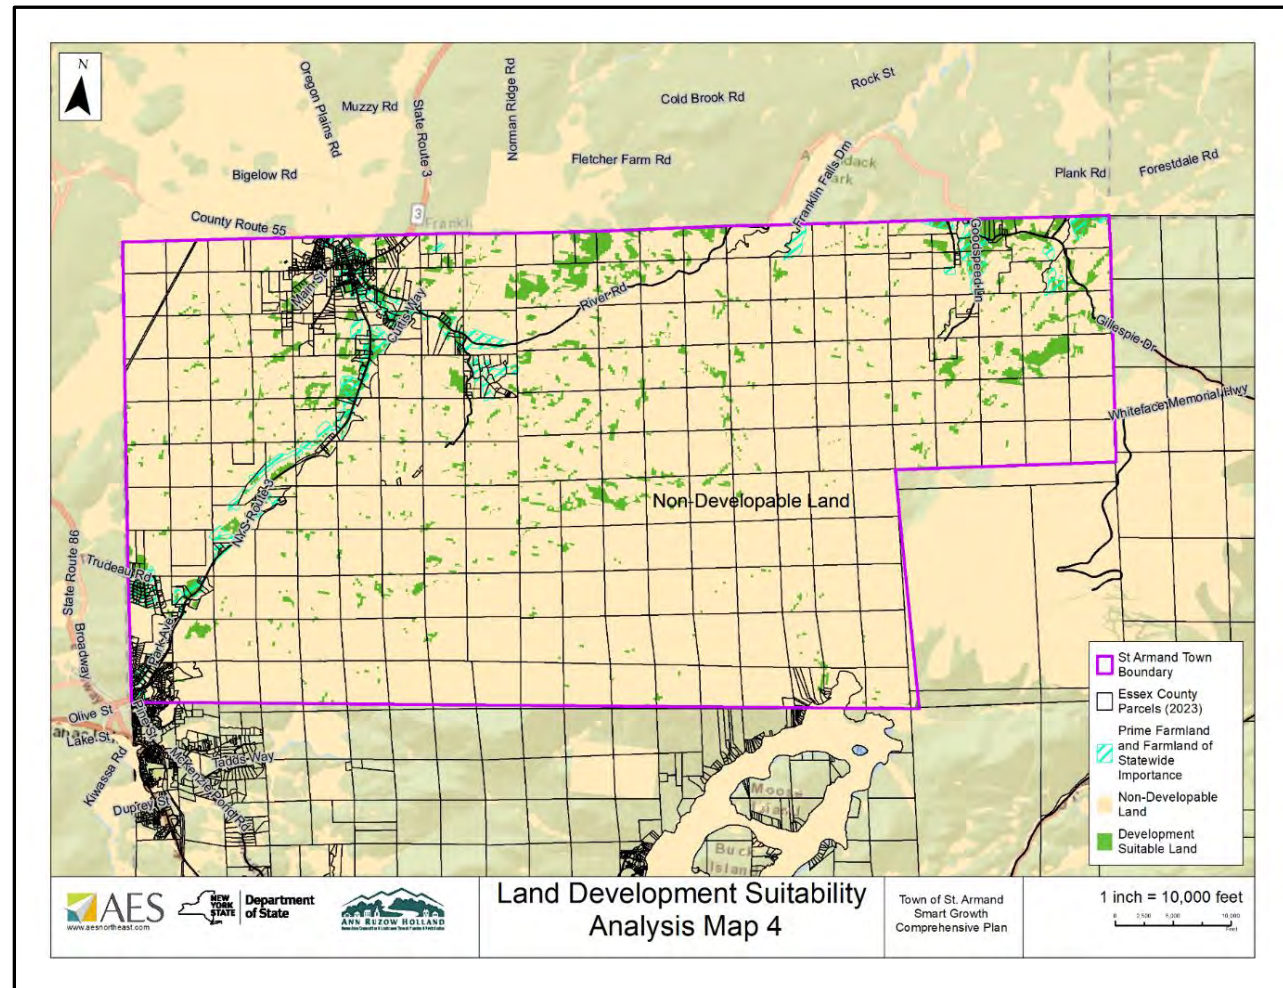 N
Oregon Plains Rd
Muzzy Rd
State Route 3
Norman Ridge Rd
Cold Brook Rd
Rock St
Bigelow Rd
Fletcher Farm Rd
Franklin Falls Dm
Plank Rd
Forestdale Rd
County Route 55
3
Main St
Curtis Way
River Rd
Goodspeed Ln
Gillespie Dr
Whiteface Memorial Hwy
Non-Developable Land
NYS Route 3
State Route 86
Trudeau Rd
Broadway
Park Ave
Olive St
Lake St
Pine St
Kiwassa Rd
McKenzie Pond Rd
Tadds Way
Duprey St
Moose
Island
Buck
Island
St Armand Town
Boundary
Essex County
Parcels (2023)
Prime Farmland
and Farmland of
Statewide
Importance
Non-Developable
Land
Development
Suitable Land
AES
www.aesnortheast.com
NEW
YORK
STATE
Department
of State
ANN RUZOW HOLLAND
Land Development Suitability
Analysis Map 4
Town of St. Armand
Smart Growth
Comprehensive Plan
1 inch = 10,000 feet
0 2,500 5,000 10,000
Feet